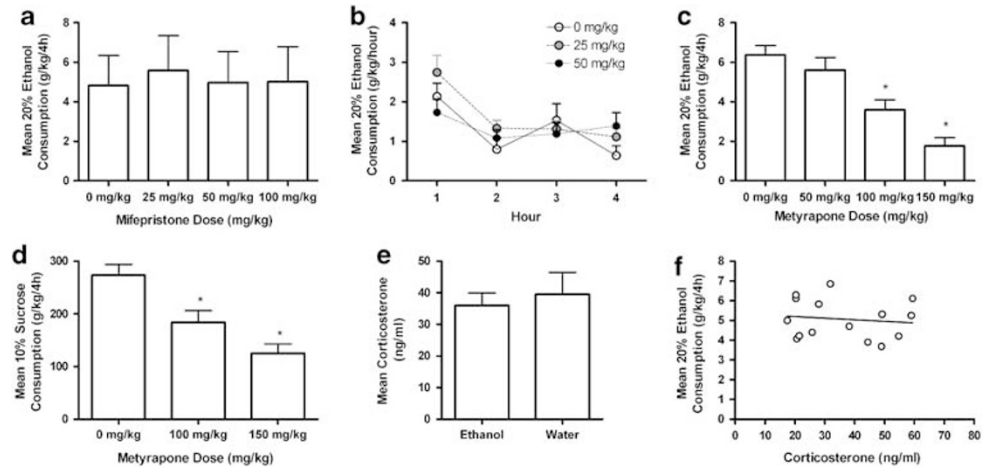 a
Mean 20% Ethanol
Consumption (g/kg/4h)
8
6
4
2
0
0 mg/kg 25 mg/kg 50 mg/kg 100 mg/kg
Mifepristone Dose (mg/kg)
b
Mean 20% Ethanol
Consumption (g/kg/hour)
4
3
2
1
0
0 mg/kg
25 mg/kg
50 mg/kg
1 2 3 4
Hour
c
Mean 20% Ethanol
Consumption (g/kg/4h)
8
6
4
2
0
*
*
0 mg/kg 50 mg/kg 100 mg/kg 150 mg/kg
Metyrapone Dose (mg/kg)
d
Mean 10% Sucrose
Consumption (g/kg/4h)
300
200
100
0
*
*
0 mg/kg 100 mg/kg 150 mg/kg
Metyrapone Dose (mg/kg)
e
Mean Corticosterone
(ng/ml)
50
40
30
20
10
0
Ethanol Water
f
Mean 20% Ethanol
Consumption (g/kg/4h)
8
7
6
5
4
3
2
1
0
0 10 20 30 40 50 60 70 80
Corticosterone (ng/ml)